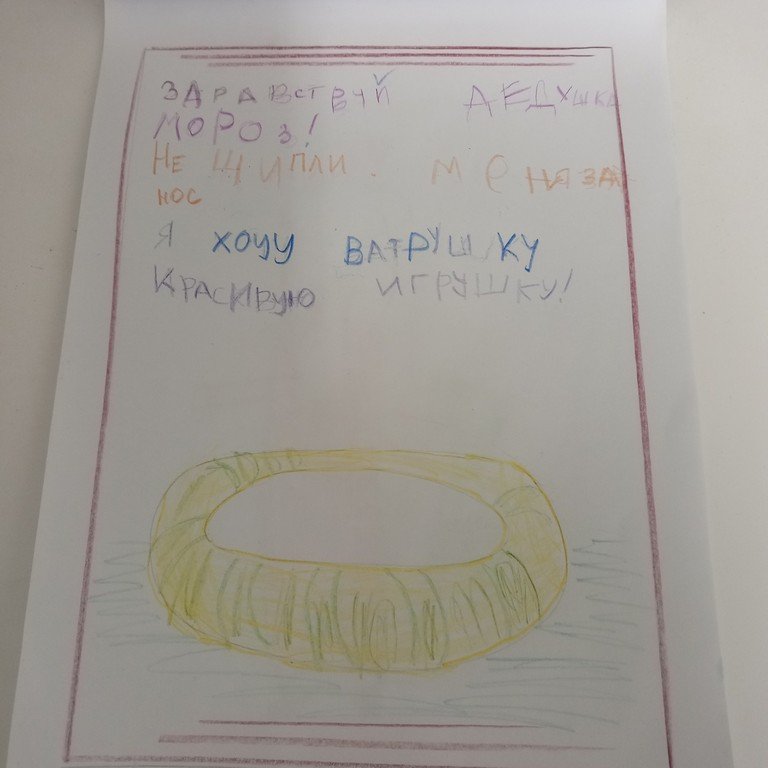 ЗДРАВСТВУЙ ДЕДУШКА
МОРОЗ!
НЕ ЩИПЛИ. МеНЯ ЗА
НОС
Я ХОЧУ ВАТРУШКУ
КРАСИВУЮ ИГРУШКУ!